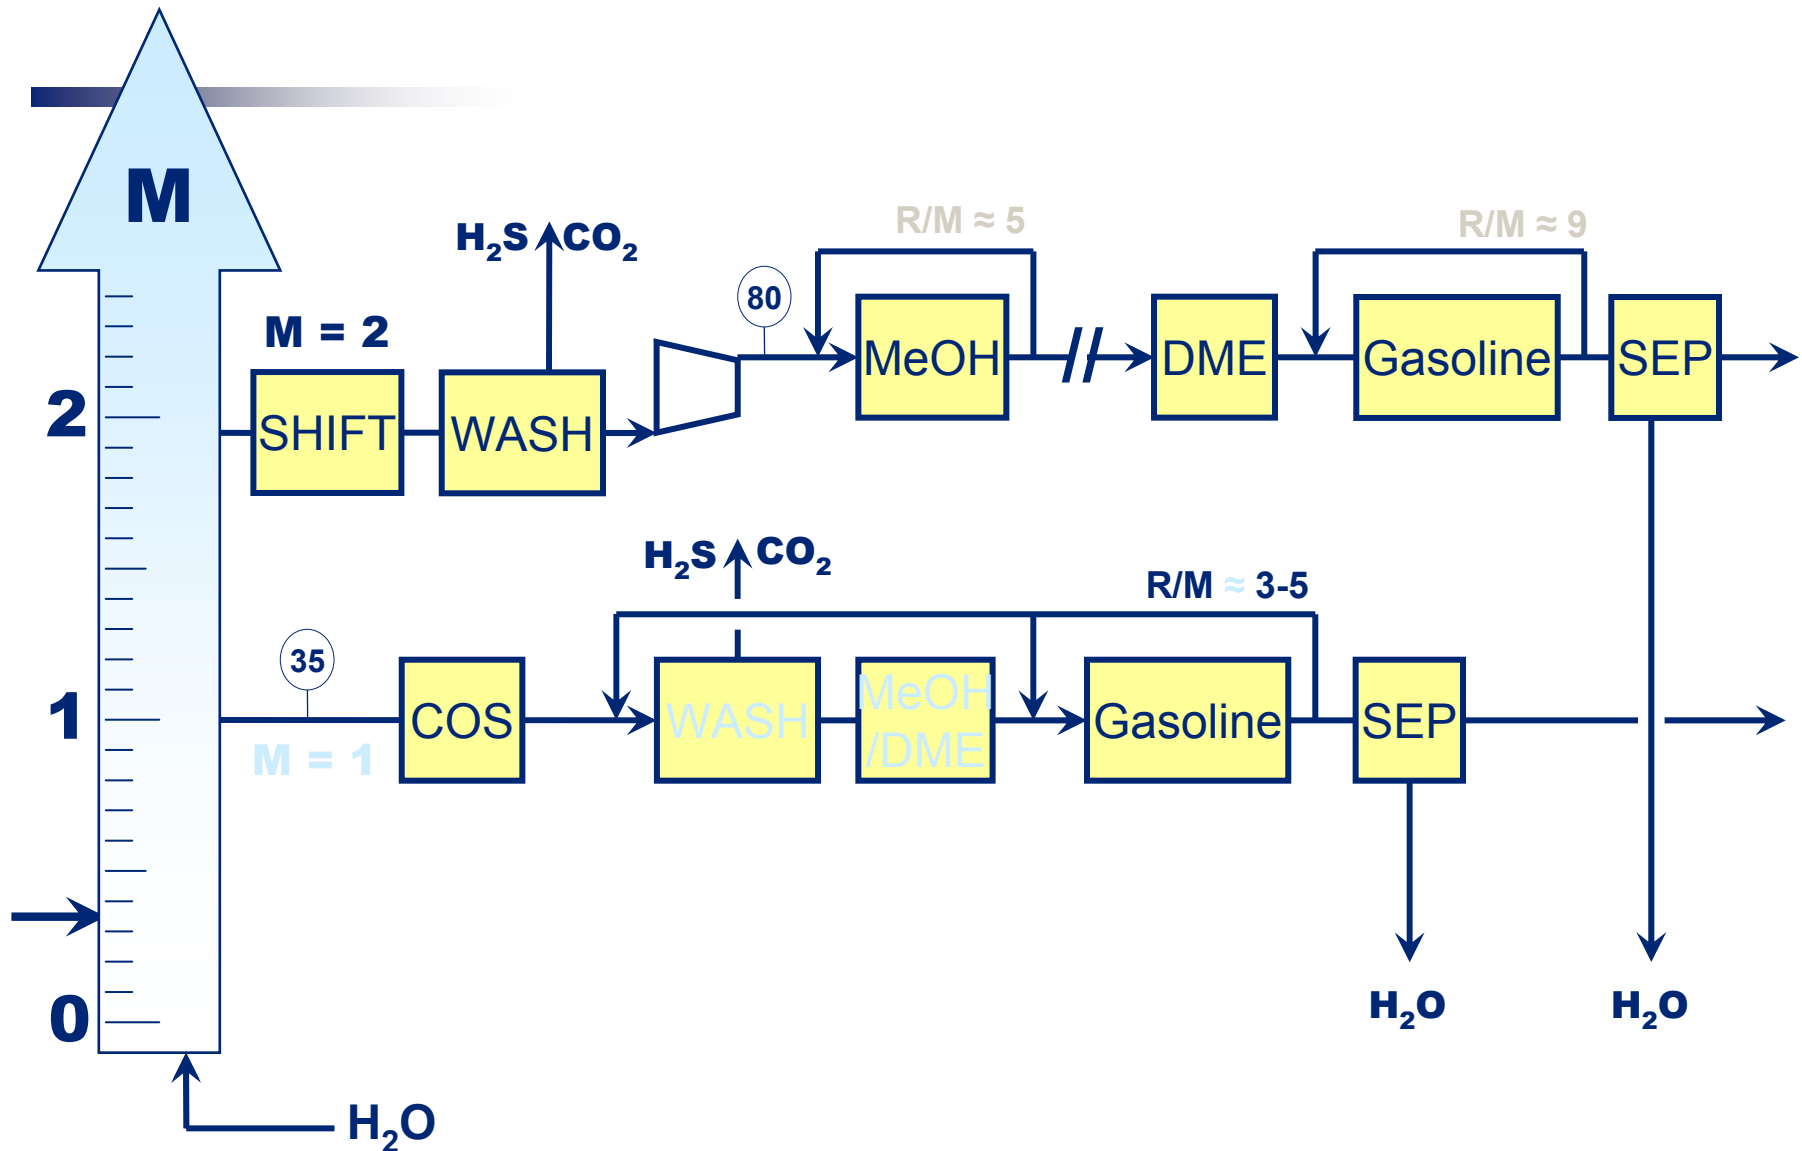 M
2
1
0
H₂O
M = 2
SHIFT
WASH
H₂S
CO₂
80
R/M ≈ 5
MeOH
DME
R/M ≈ 9
Gasoline
SEP
H₂O
35
M = 1
COS
H₂S
CO₂
WASH
MeOH
/DME
R/M ≈ 3-5
Gasoline
SEP
H₂O